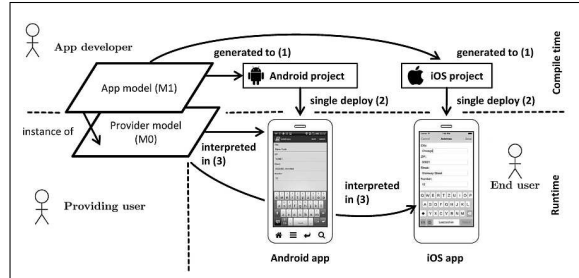 App developer
generated to (1)
generated to (1)
Compile time
App model (M1)
Android project
iOS project
single deploy (2)
single deploy (2)
instance of
Provider model
(M0)
interpreted
in (3)
interpreted
in (3)
Providing user
End user
Runtime
Android app
iOS app